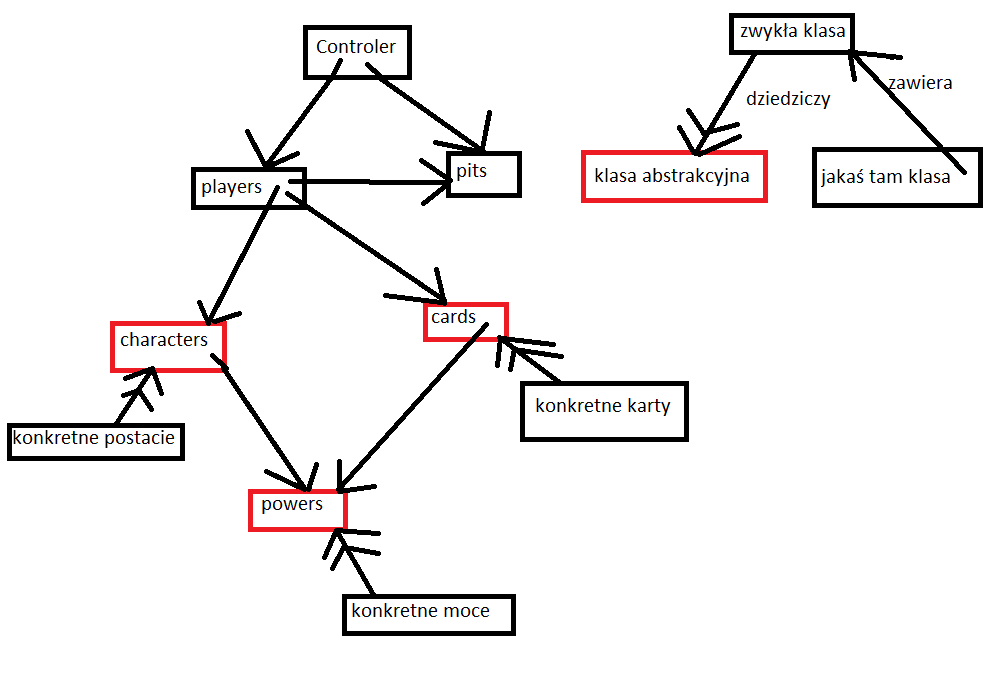 Controler
zwykła klasa
dziedziczy
zawiera
players
pits
klasa abstrakcyjna
jakaś tam klasa
characters
cards
konkretne postacie
konkretne karty
powers
konkretne moce